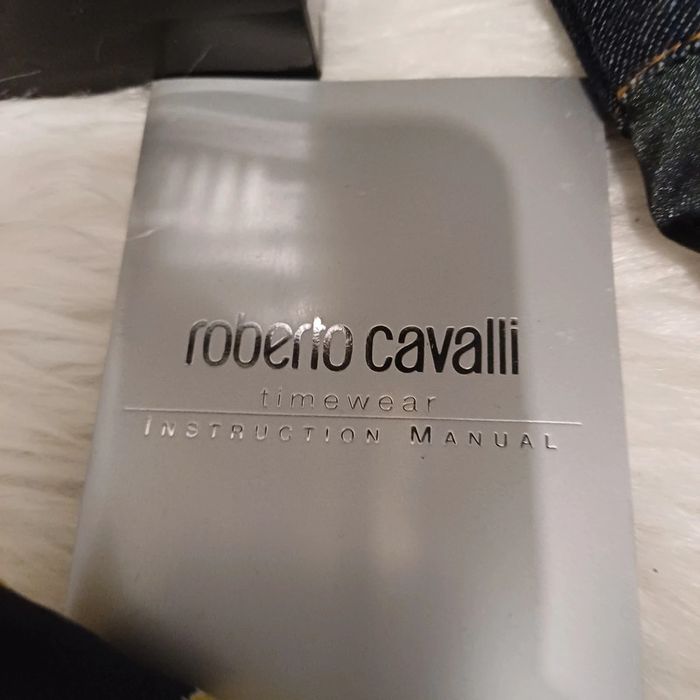 roberto cavalli
timewear
INSTRUCTION MANUAL